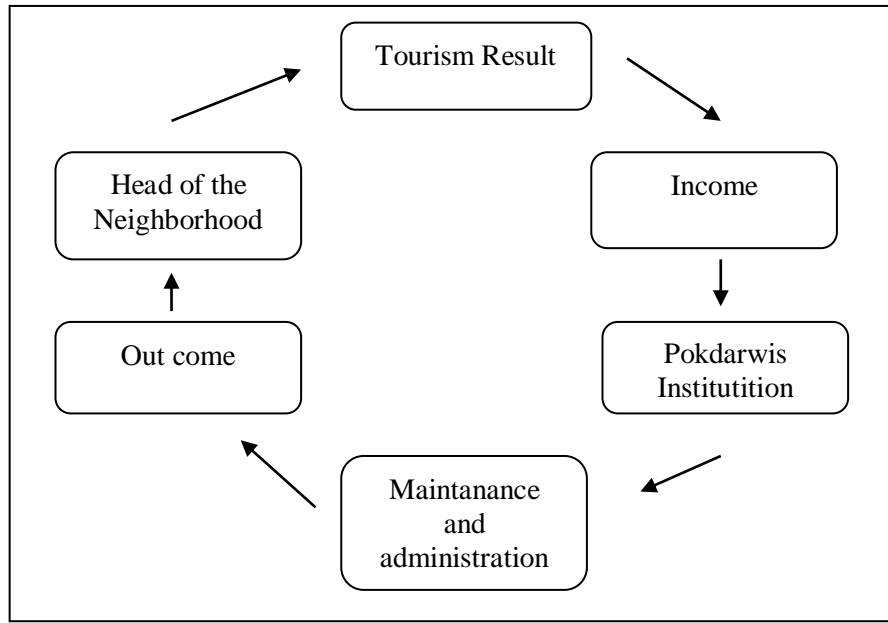 Tourism Result
Income
Pokdarwis
Institutition
Maintanance
and
administration
Out come
Head of the
Neighborhood